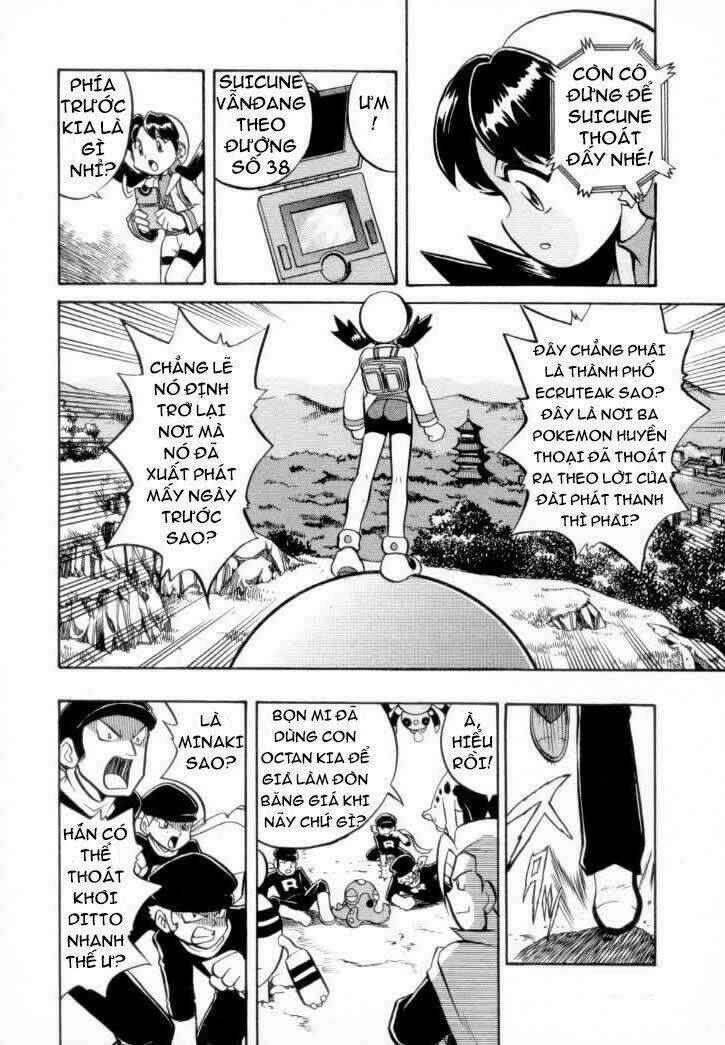 CÒN CÔ
ĐỪNG ĐỂ
SUICUNE
THOÁT
ĐẤY NHÉ!
ƯM
!
SUICUNE
VẪNĐANG
THEO
ĐƯỜNG
SỐ 38
PHÍA
TRƯỚC
KIA LÀ
GÌ
NHỈ?
ĐÂY CHẲNG PHẢI
LÀ THÀNH PHỐ
ECRUTEAK SAO?
ĐÂY LÀ NƠI BA
POKEMON HUYỀN
THOẠI ĐÃ THOÁT
RA THEO LỜI CỦA
ĐÀI PHÁT THANH
THÌ PHẢI?
CHẲNG LẼ
NÓ ĐỊNH
TRỞ LẠI
NƠI MÀ
NÓ ĐÃ
XUẤT PHÁT
MẤY NGÀY
TRƯỚC
SAO?
À,
HIỂU
RỒI!
BỌN MI ĐÃ
DÙNG CON
OCTAN KIA ĐỂ
GIẢ LÀM ĐÒN
BĂNG GIÁ KHI
NÃY CHỨ GÌ?
R
LÀ
MINAKI
SAO?
HẮN CÓ
THỂ
THOÁT
KHỎI
DITTO
NHANH
THẾ Ư?